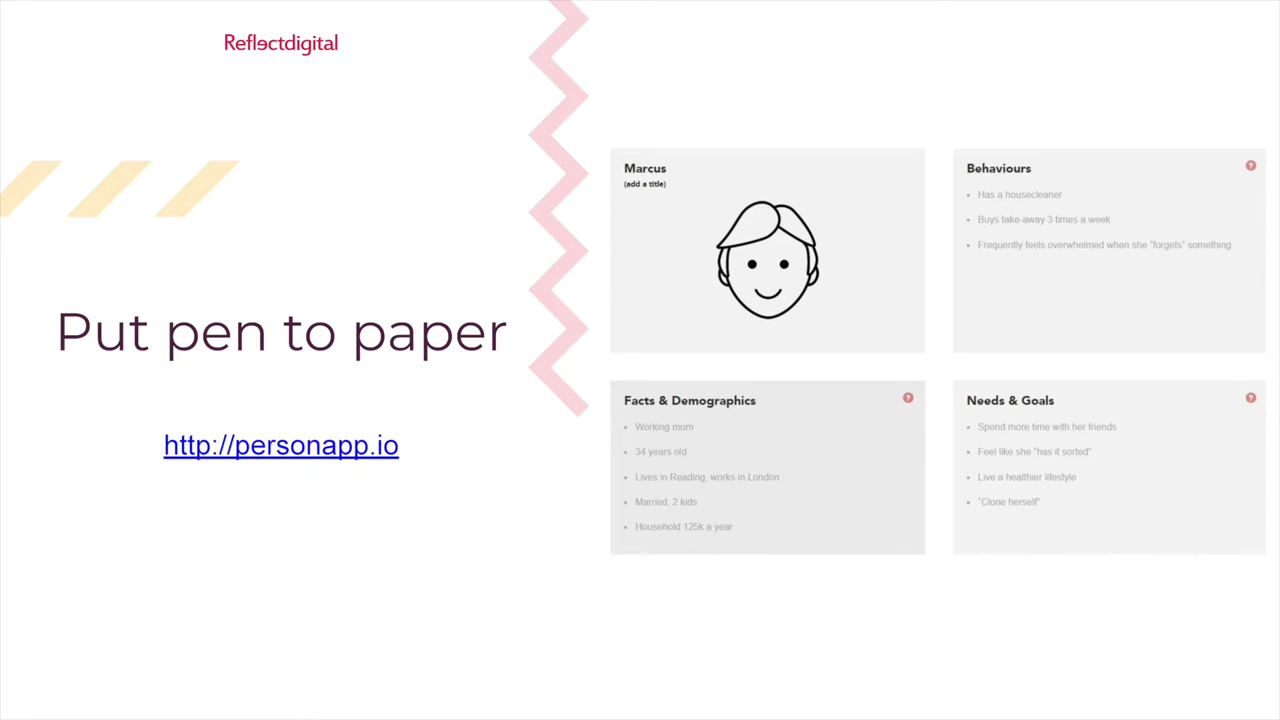 Reflectdigital
Put pen to paper
http://personapp.io
Marcus
(add a title)
Behaviours
?
• Has a housecleaner
• Buys take-away 3 times a week
• Frequently feels overwhelmed when she "forgets" something
Facts & Demographics
?
• Working mum
• 34 years old
• Lives in Reading, works in London
• Married, 2 kids
• Household 125k a year
Needs & Goals
?
• Spend more time with her friends
• Feel like she "has it sorted"
• Live a healthier lifestyle
• "Clone herself"